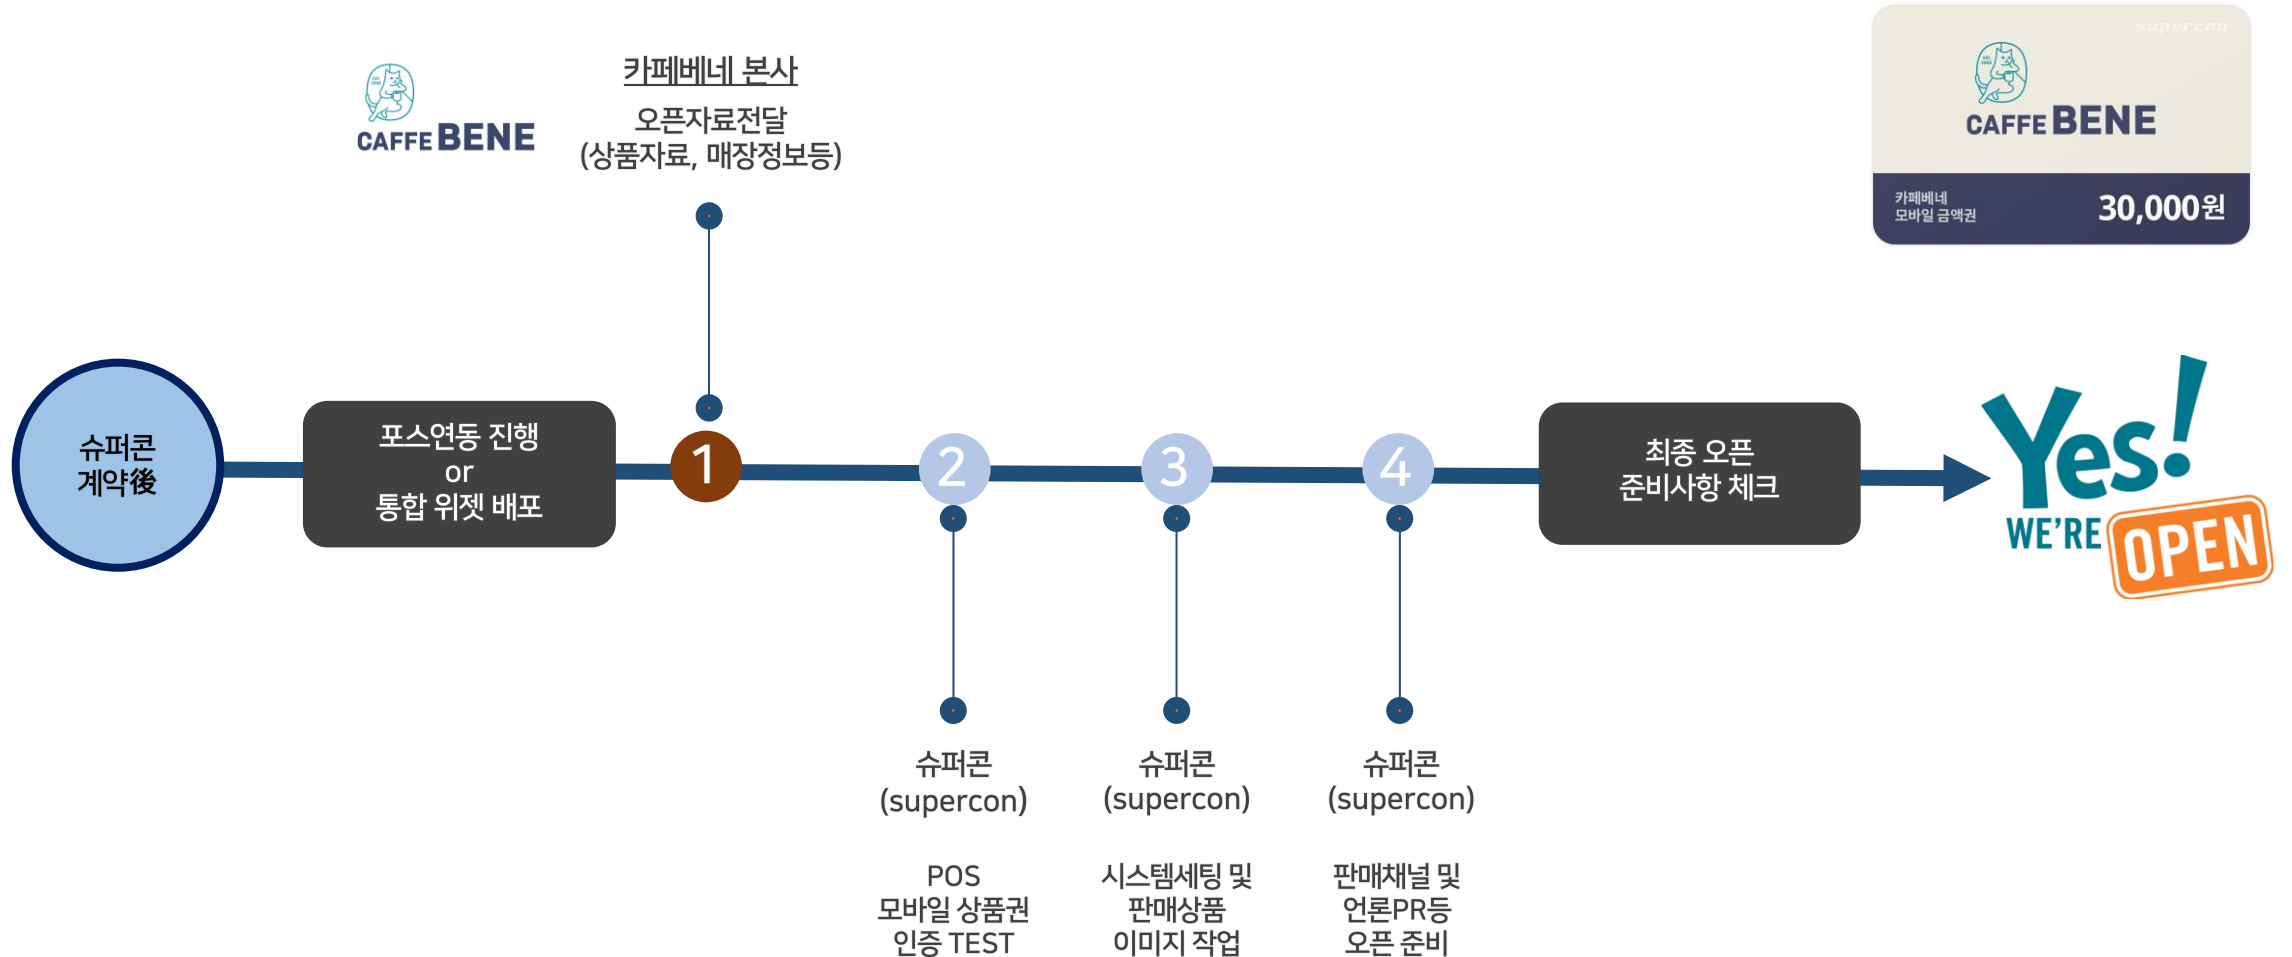 CAFFE BENE
카페베네 본사
오픈자료전달
(상품자료, 매장정보등)
supercon
CAFFE BENE
카페베네
모바일 금액권
30,000원
슈퍼콘
계약後
포스연동 진행
or
통합 위젯 배포
1
2
3
4
최종 오픈
준비사항 체크
Yes!
WE'RE
OPEN
슈퍼콘
(supercon)
POS
모바일 상품권
인증 TEST
슈퍼콘
(supercon)
시스템세팅 및
판매상품
이미지 작업
슈퍼콘
(supercon)
판매채널 및
언론PR등
오픈 준비